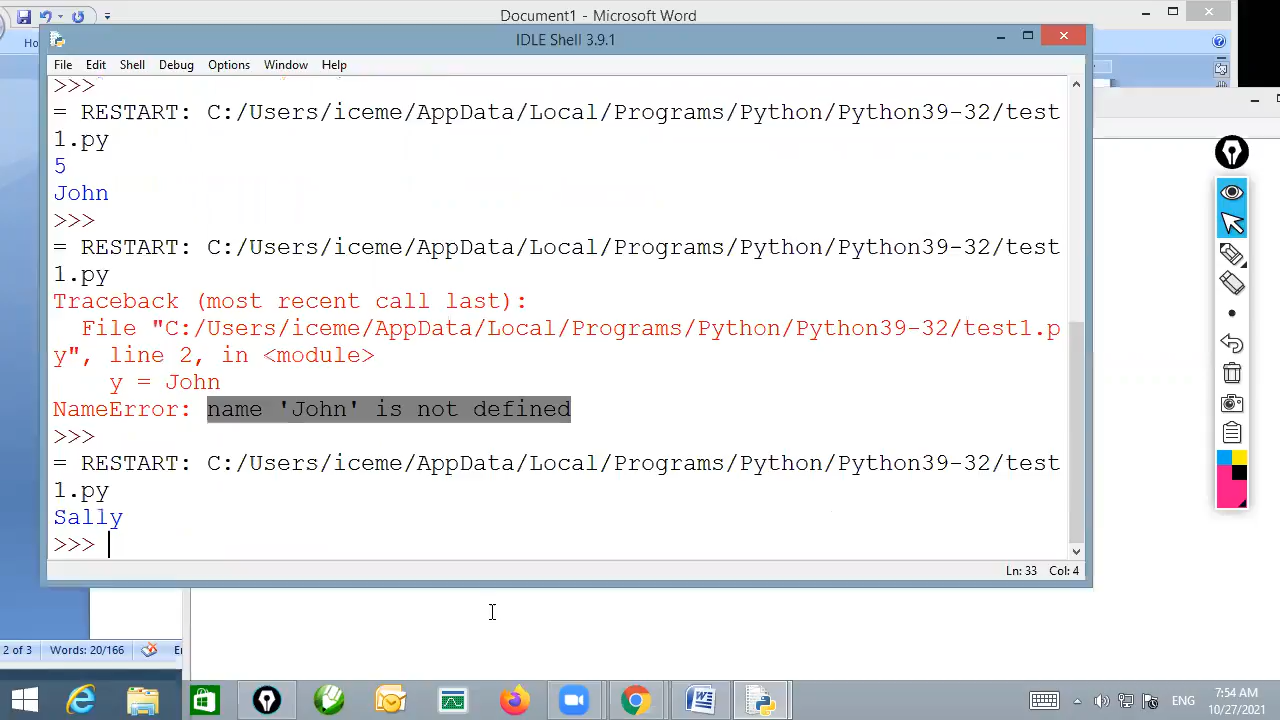 Document1 - Microsoft Word
Ho
IDLE Shell 3.9.1
File Edit Shell Debug Options Window Help
>>>
= RESTART: C:/Users/iceme/AppData/Local/Programs/Python/Python39-32/test
1.py
5
John
>>>
= RESTART: C:/Users/iceme/AppData/Local/Programs/Python/Python39-32/test
1.py
Traceback (most recent call last):
File "C:/Users/iceme/AppData/Local/Programs/Python/Python39-32/test1.p
y", line 2, in <module>
y = John
NameError: name 'John' is not defined
>>>
= RESTART: C:/Users/iceme/AppData/Local/Programs/Python/Python39-32/test
1.py
Sally
>>>
Ln: 33 Col: 4
2 of 3 Words: 20/166 E
ENG
7:54 AM
10/27/2021